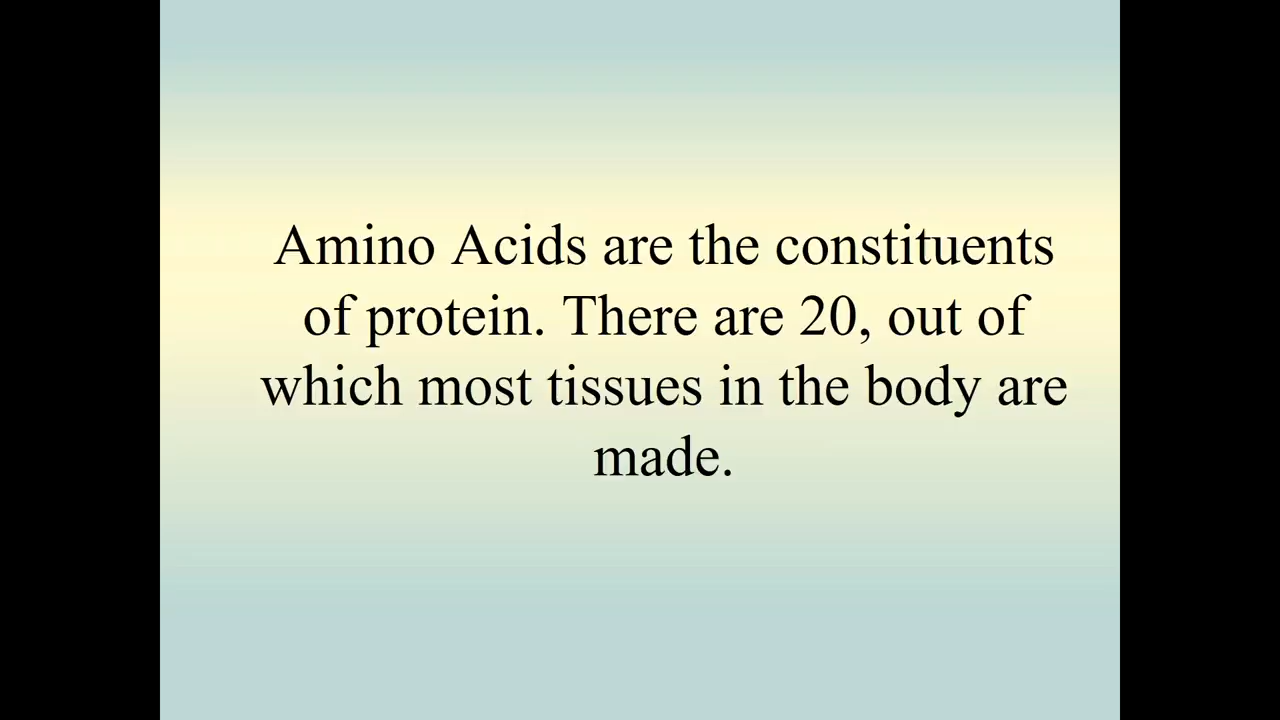 Amino Acids are the constituents
of protein. There are 20, out of
which most tissues in the body are
made.